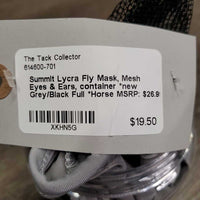 The Tack Collector
614600-701
Summit Lycra Fly Mask, Mesh
Eyes & Ears, container *new
Grey/Black Full *Horse MSRP: $26.9
$19.50
XKHN5G